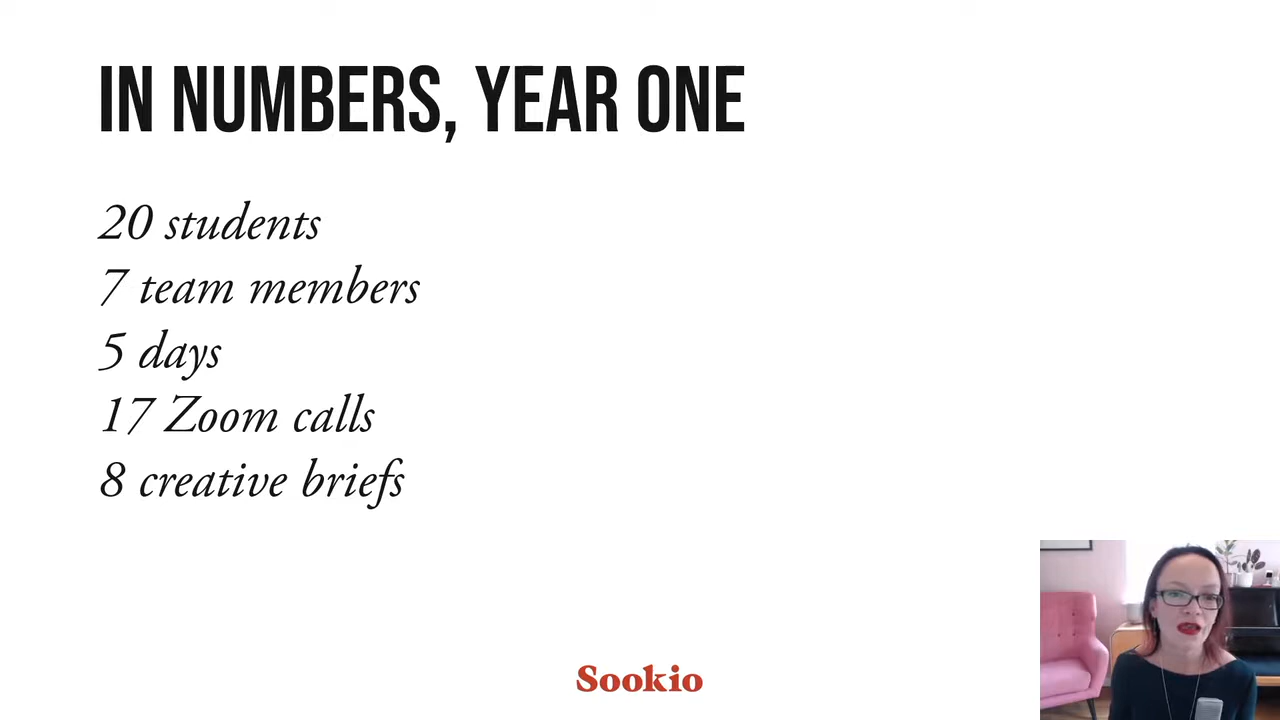 IN NUMBERS, YEAR ONE
20 students
7 team members
5 days
17 Zoom calls
8 creative briefs
Sookio